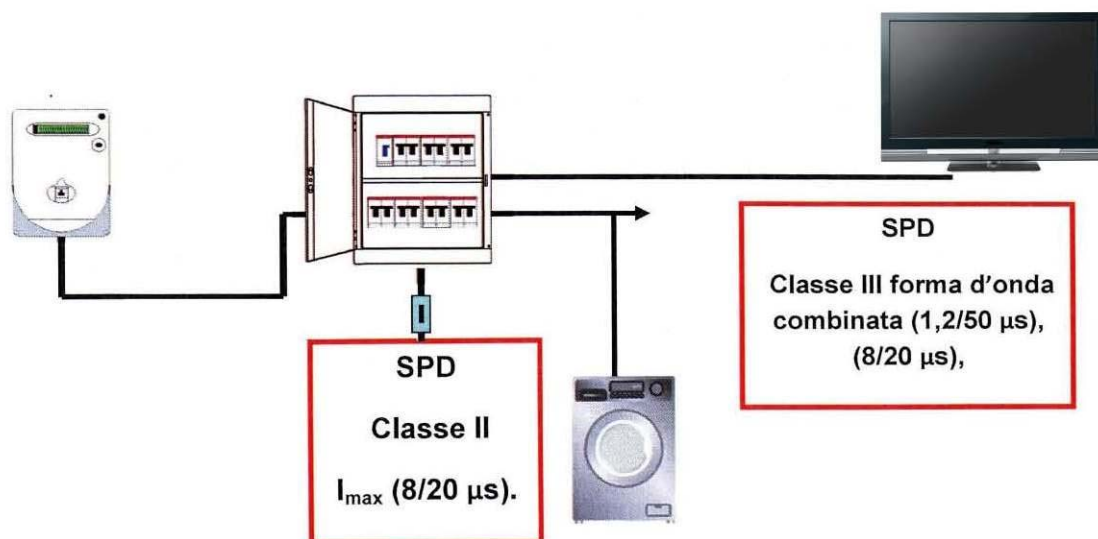 SPD
Classe III forma d'onda
combinata (1,2/50 µs),
(8/20 µs),
SPD
Classe II
Imax (8/20 µs).